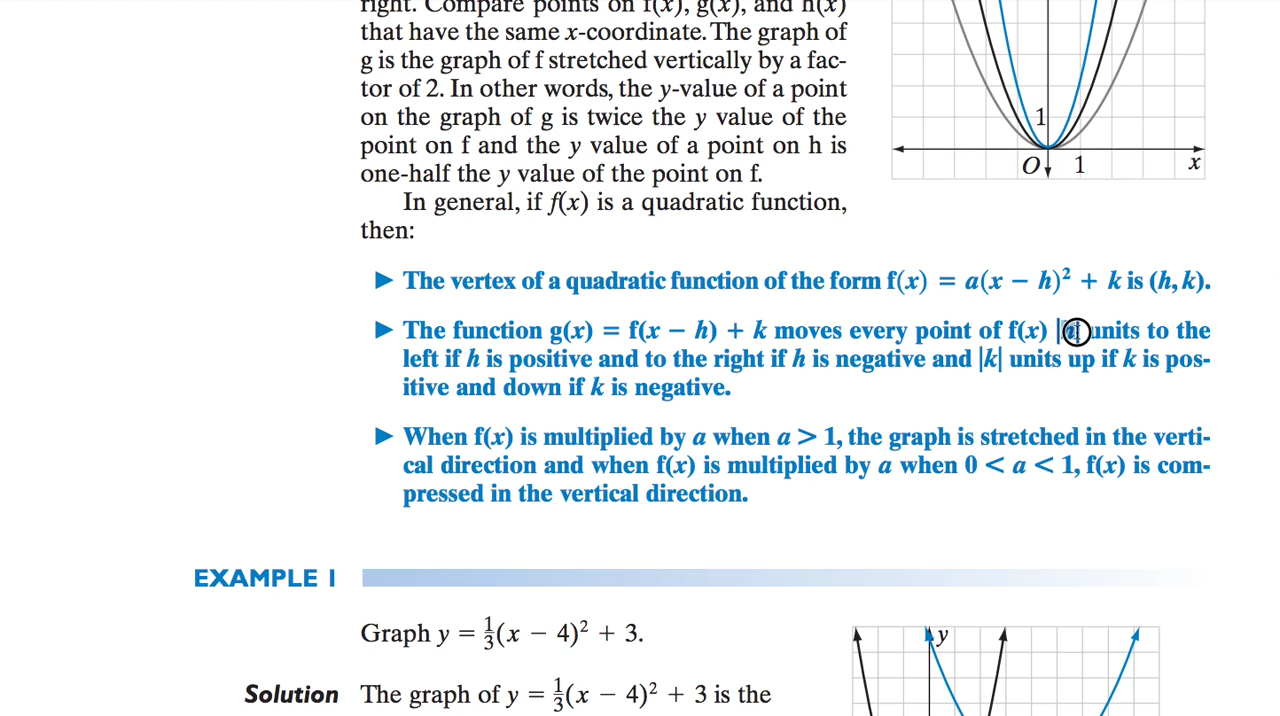 right. Compare points on f(x), g(x), and h(x)
that have the same x-coordinate. The graph of
g is the graph of f stretched vertically by a fac-
tor of 2. In other words, the y-value of a point
on the graph of g is twice the y value of the
point on f and the y value of a point on h is
one-half the y value of the point on f.
In general, if f(x) is a quadratic function,
then:
1
O 1 x
▶ The vertex of a quadratic function of the form f(x) = a(x − h)² + k is (h, k).
▶ The function g(x) = f(x − h) + k moves every point of f(x) units to the
left if h is positive and to the right if h is negative and |k| units up if k is pos-
itive and down if k is negative.
▶ When f(x) is multiplied by a when a > 1, the graph is stretched in the verti-
cal direction and when f(x) is multiplied by a when 0 < a < 1, f(x) is com-
pressed in the vertical direction.
EXAMPLE 1
Graph y = 1/3(x − 4)² + 3.
Solution The graph of y = 1/3(x − 4)² + 3 is the
y